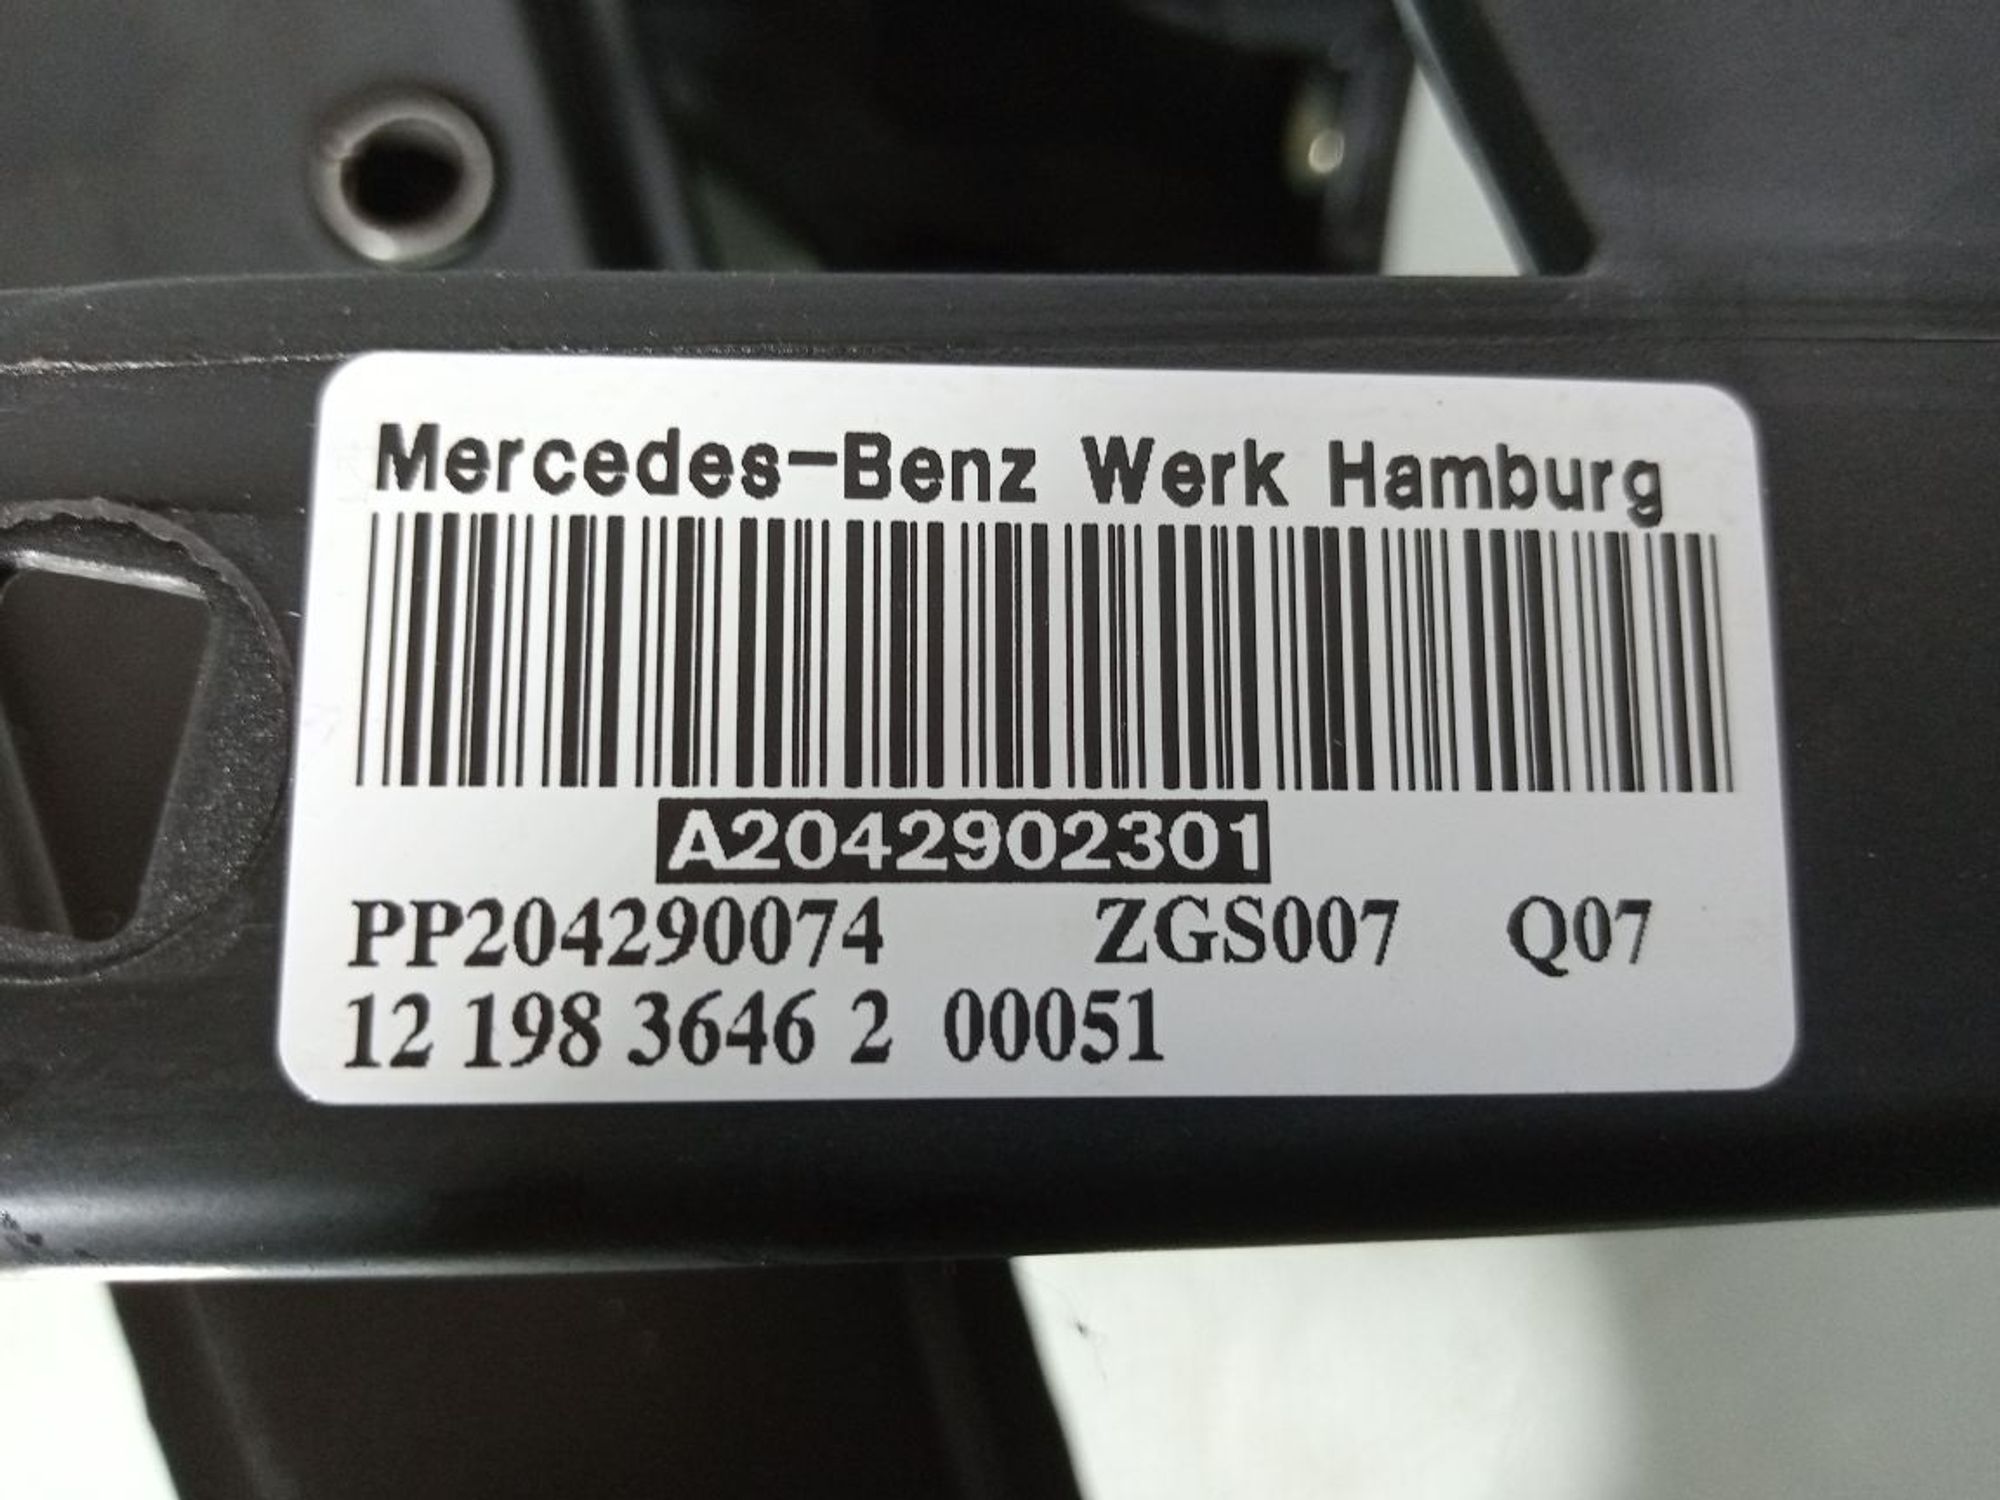 Mercedes-Benz Werk Hamburg
A2042902301
PP204290074 ZGS007 Q07
12 198 3646 2 00051